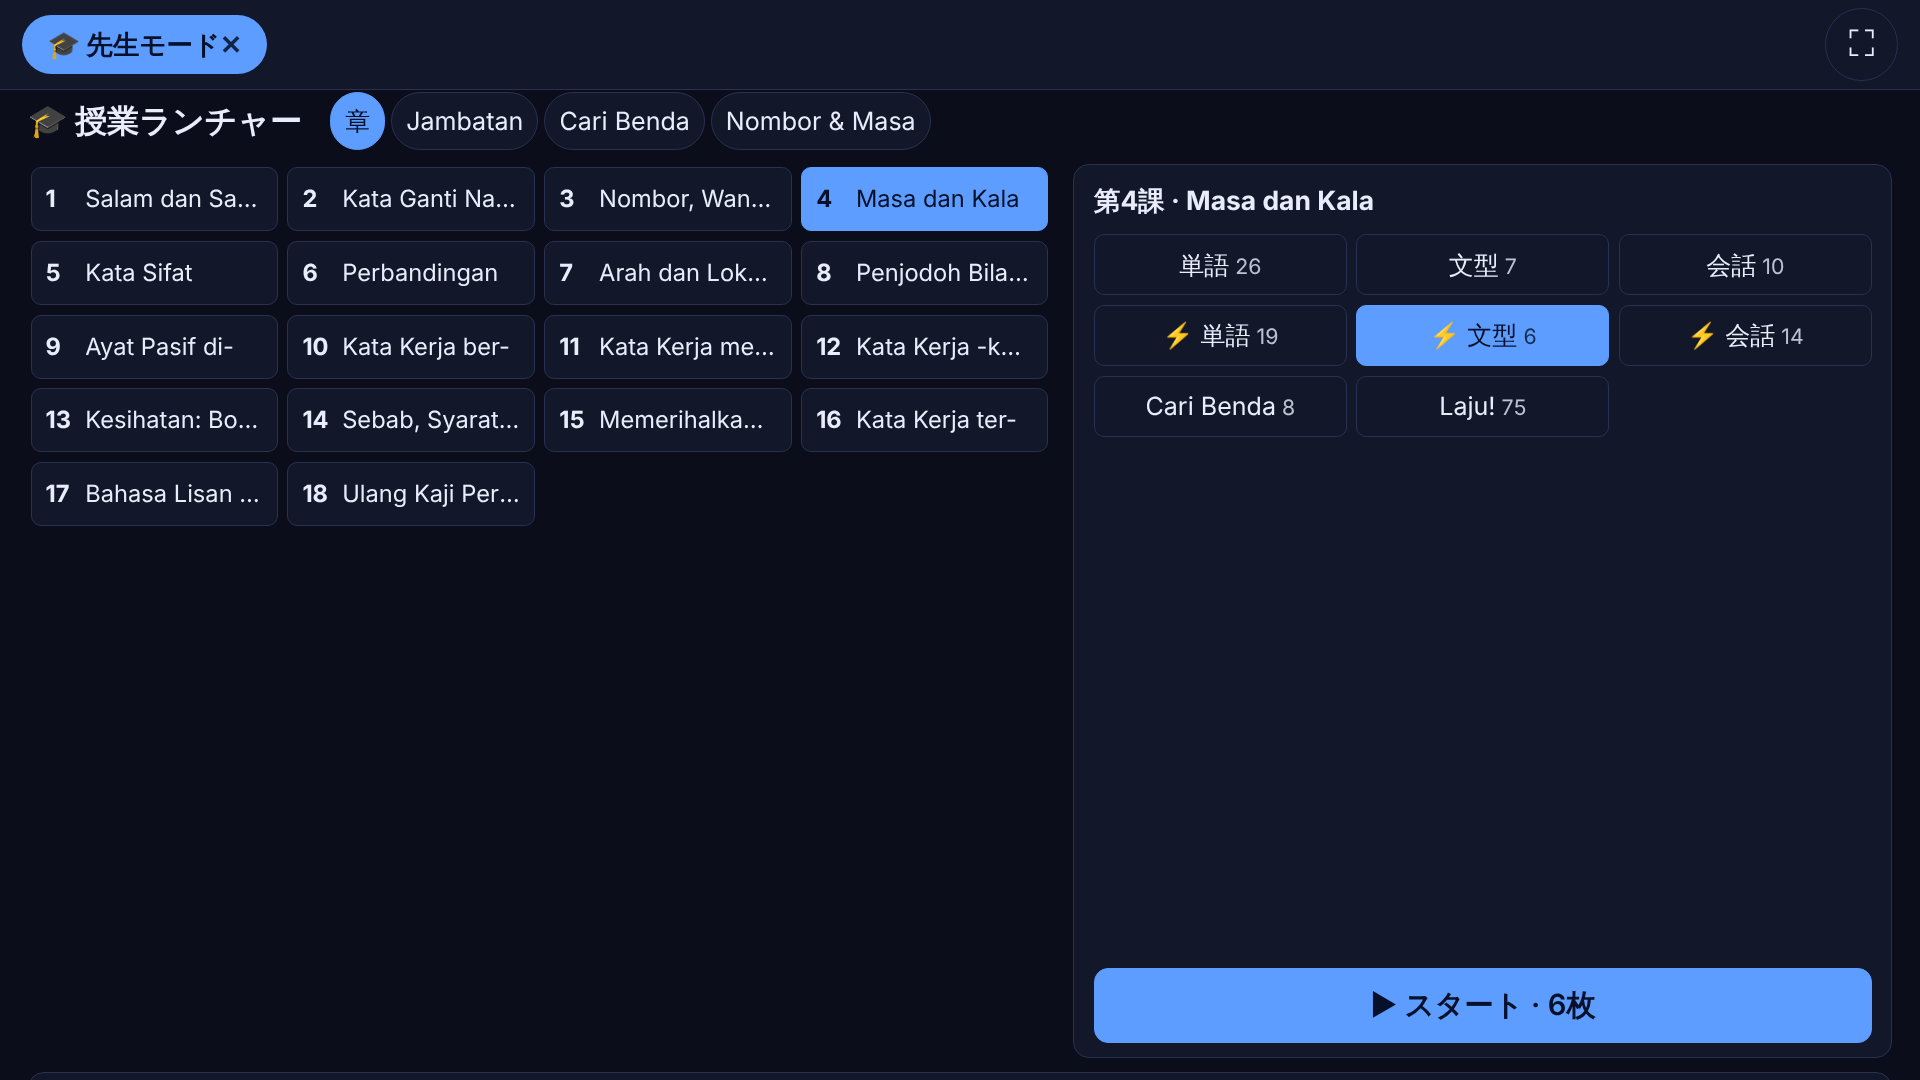 🎓 先生モード✕
🎓 授業ランチャー
章
Jambatan
Cari Benda
Nombor & Masa
1 Salam dan Sa...
2 Kata Ganti Na...
3 Nombor, Wan...
4 Masa dan Kala
5 Kata Sifat
6 Perbandingan
7 Arah dan Lok...
8 Penjodoh Bila...
9 Ayat Pasif di-
10 Kata Kerja ber-
11 Kata Kerja me...
12 Kata Kerja -k...
13 Kesihatan: Bo...
14 Sebab, Syarat...
15 Memerihalka...
16 Kata Kerja ter-
17 Bahasa Lisan ...
18 Ulang Kaji Per...
第4課 · Masa dan Kala
単語 26
文型 7
会話 10
⚡ 単語 19
⚡ 文型 6
⚡ 会話 14
Cari Benda 8
Laju! 75
▶ スタート · 6枚